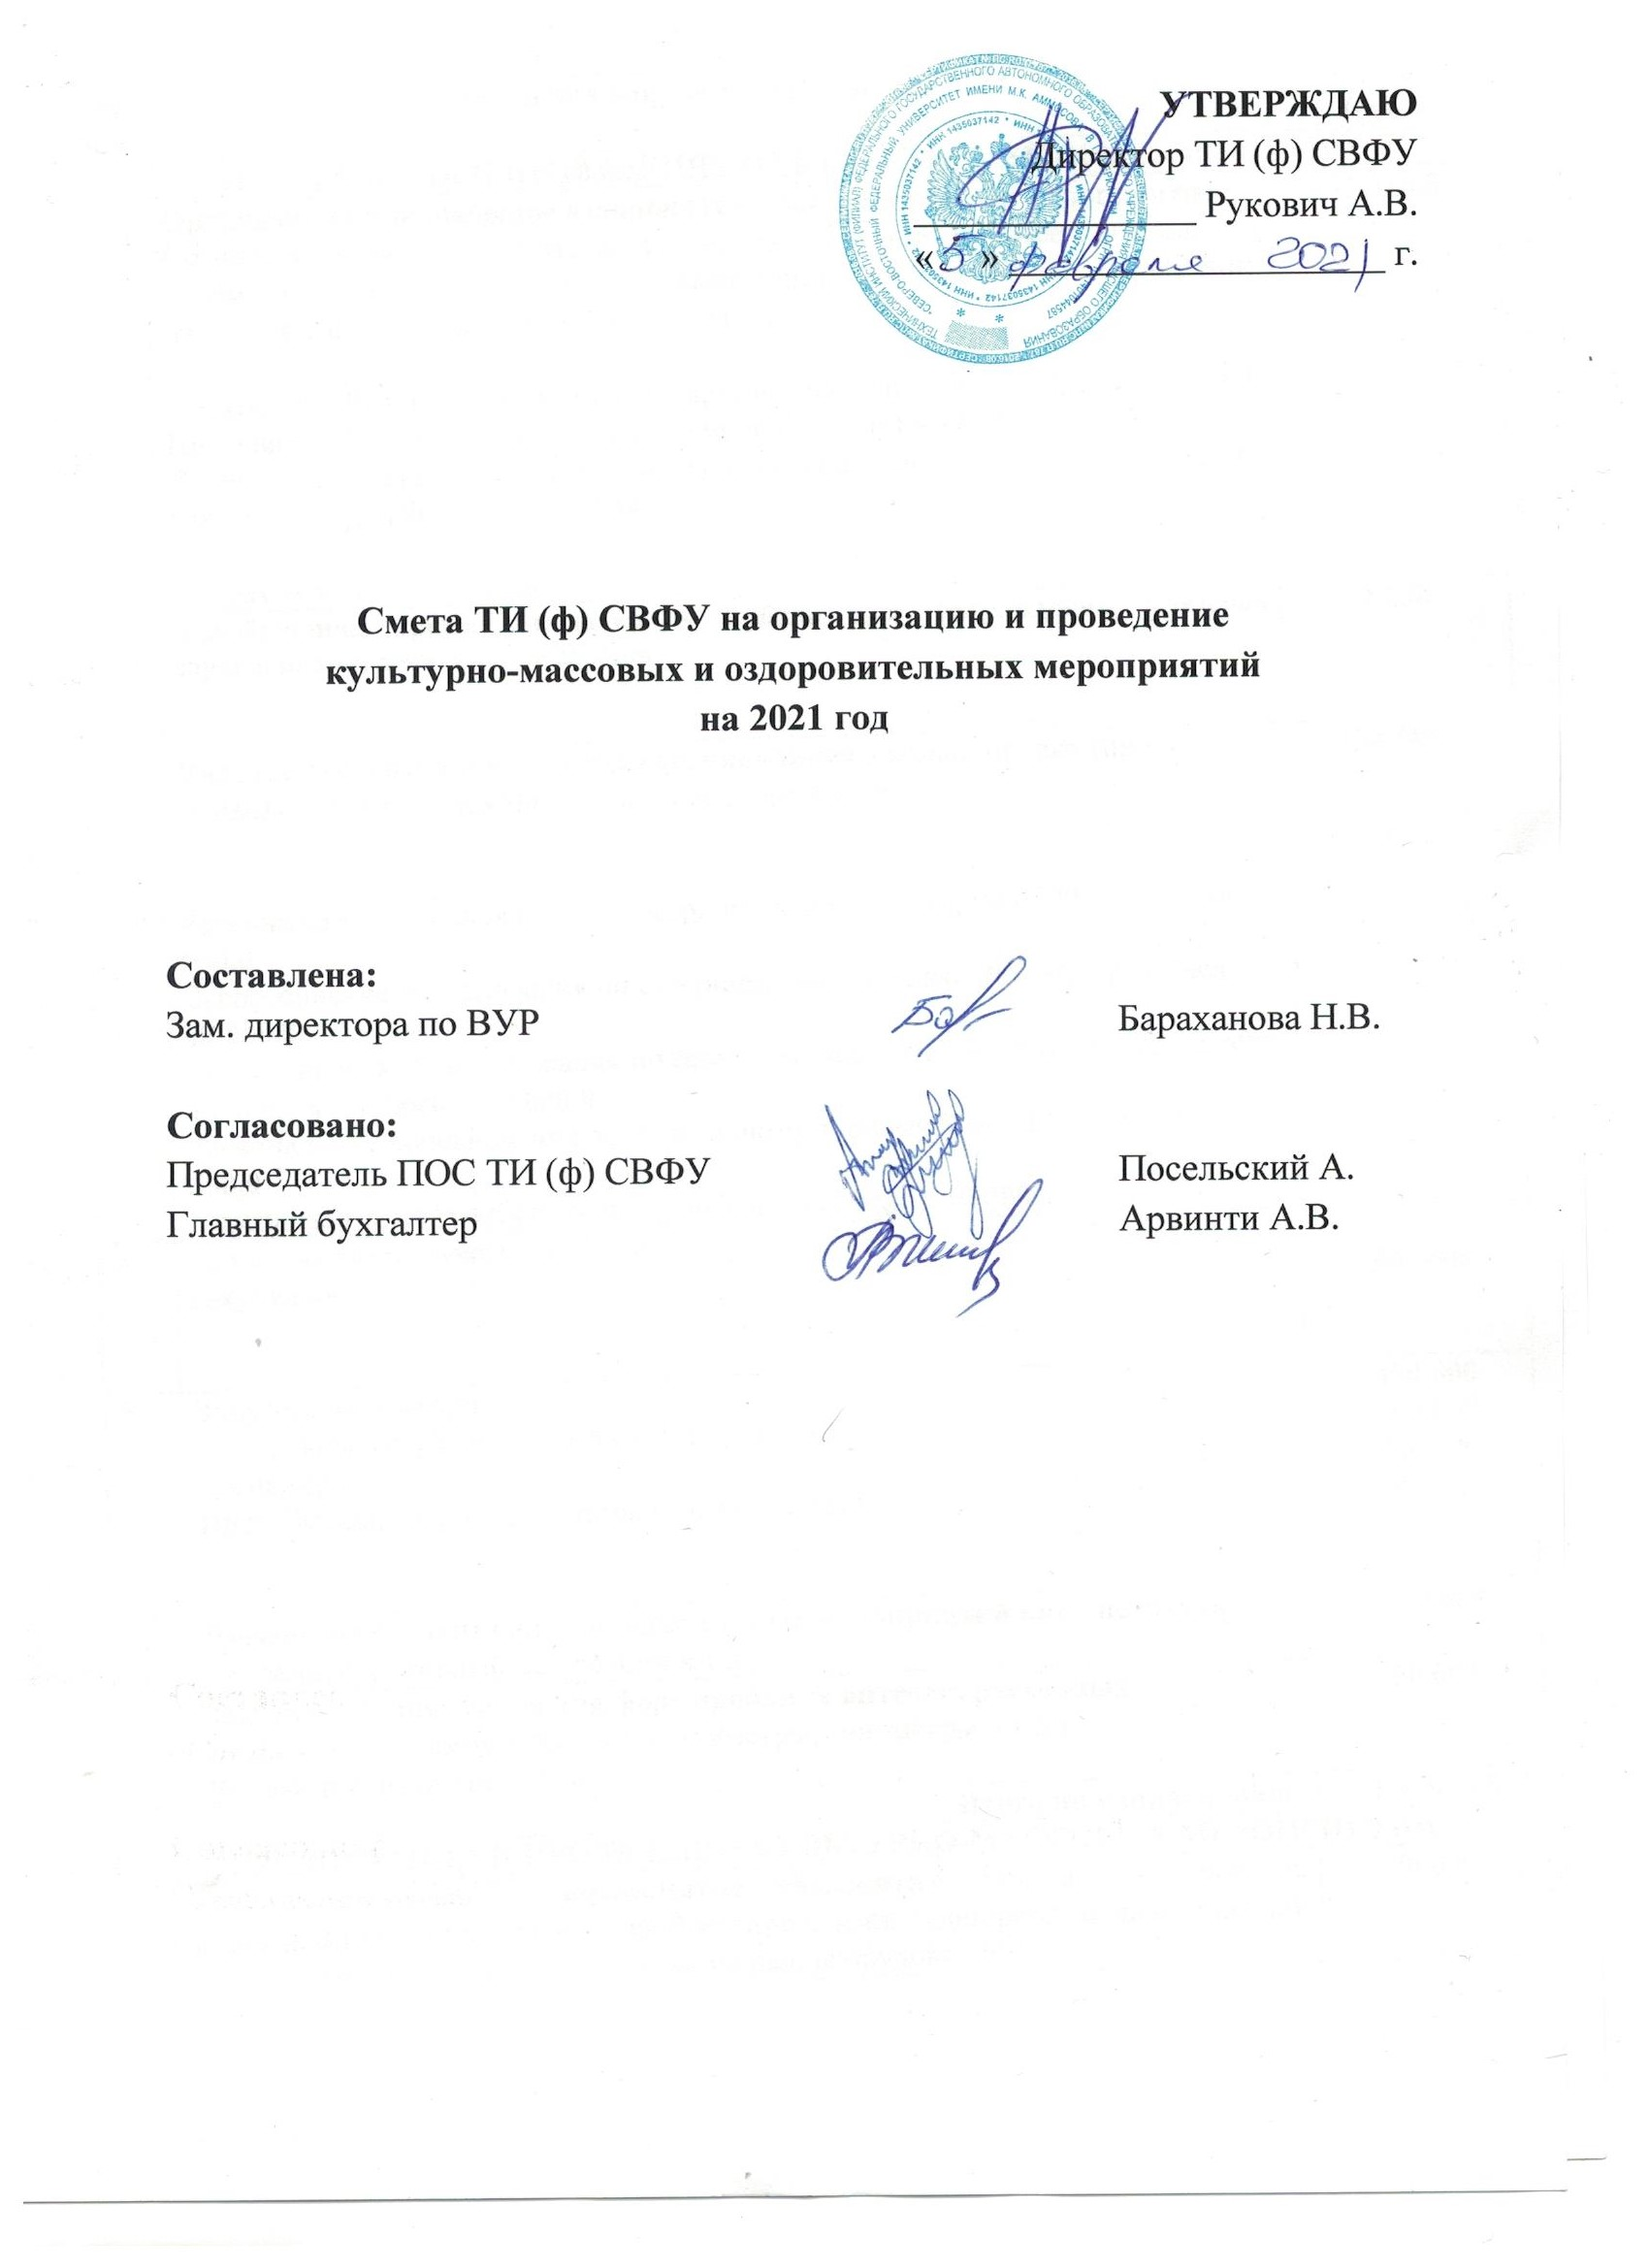 УТВЕРЖДАЮ
Директор ТИ (ф) СВФУ
_______________ Рукович А.В.
«5» февраля 2021 г.
Смета ТИ (ф) СВФУ на организацию и проведение
культурно-массовых и оздоровительных мероприятий
на 2021 год
Составлена:
Зам. директора по ВУР Бараханова Н.В.
Согласовано:
Председатель ПОС ТИ (ф) СВФУ Посельский А.
Главный бухгалтер Арвинти А.В.